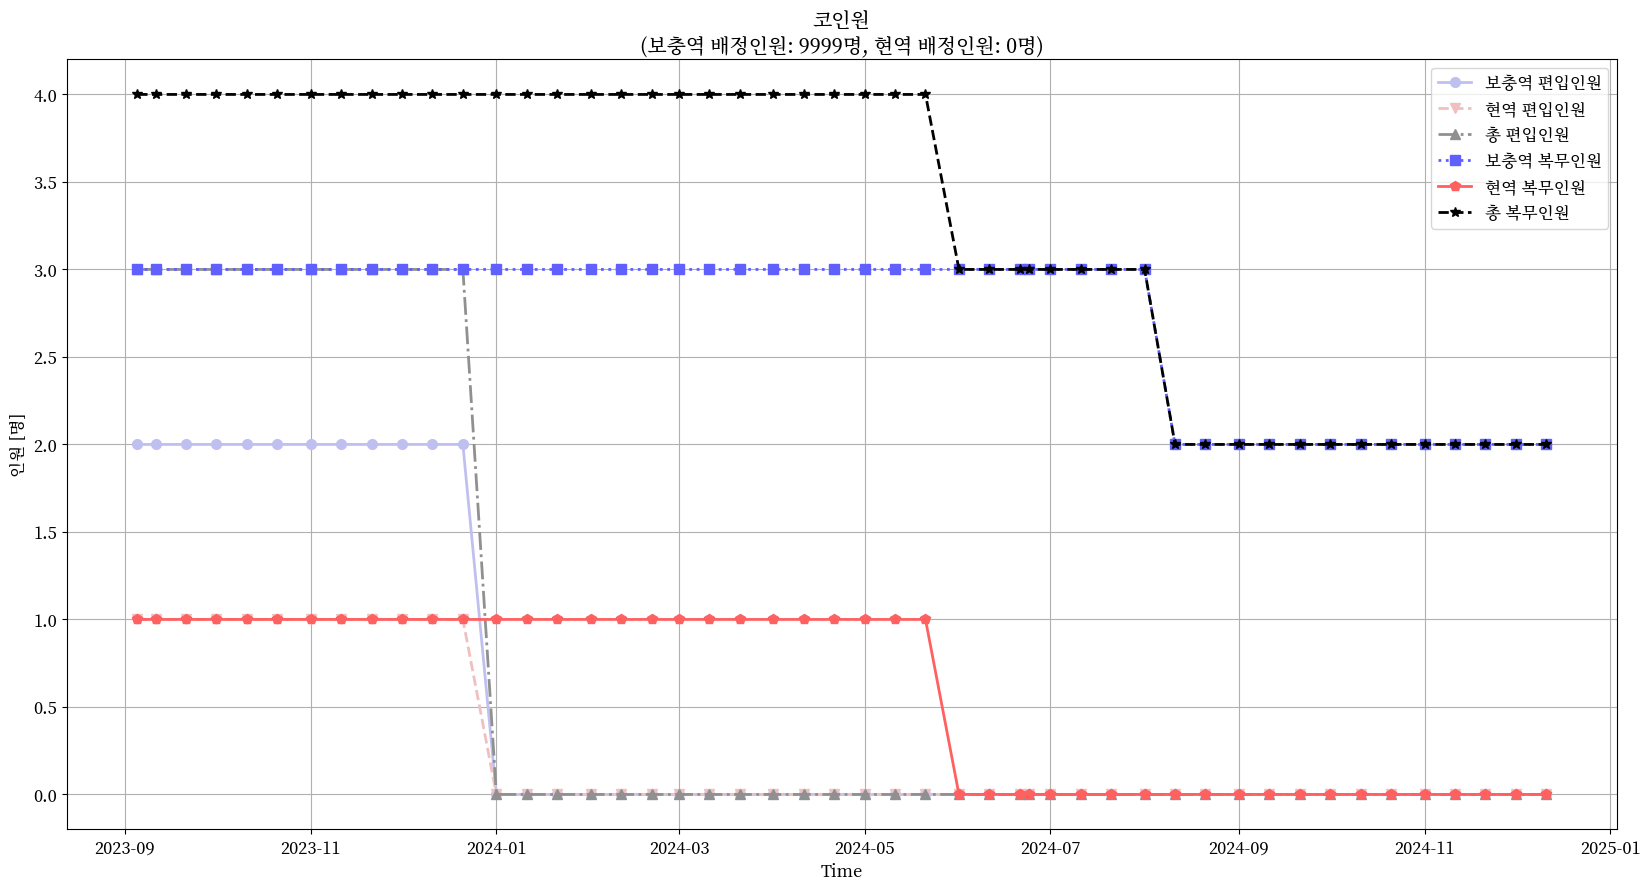 코인원
(보충역 배정인원: 9999명, 현역 배정인원: 0명)
보충역 편입인원
현역 편입인원
총 편입인원
보충역 복무인원
현역 복무인원
총 복무인원
4.0
3.5
3.0
2.5
2.0
1.5
1.0
0.5
0.0
인원 [명]
2023-09
2023-11
2024-01
2024-03
2024-05
2024-07
2024-09
2024-11
2025-01
Time